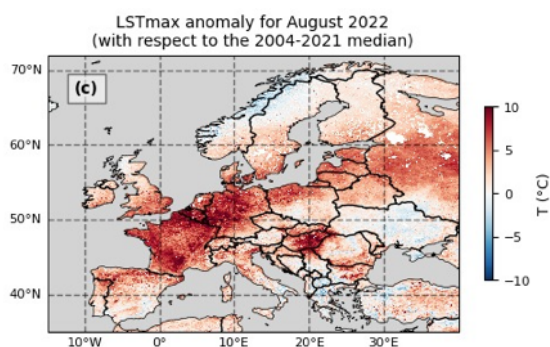 LSTmax anomaly for August 2022
(with respect to the 2004-2021 median)
70°N
(c)
60°N
50°N
40°N
10°W
0°
10°E
20°E
30°E
10
5
0
−5
−10
T (°C)